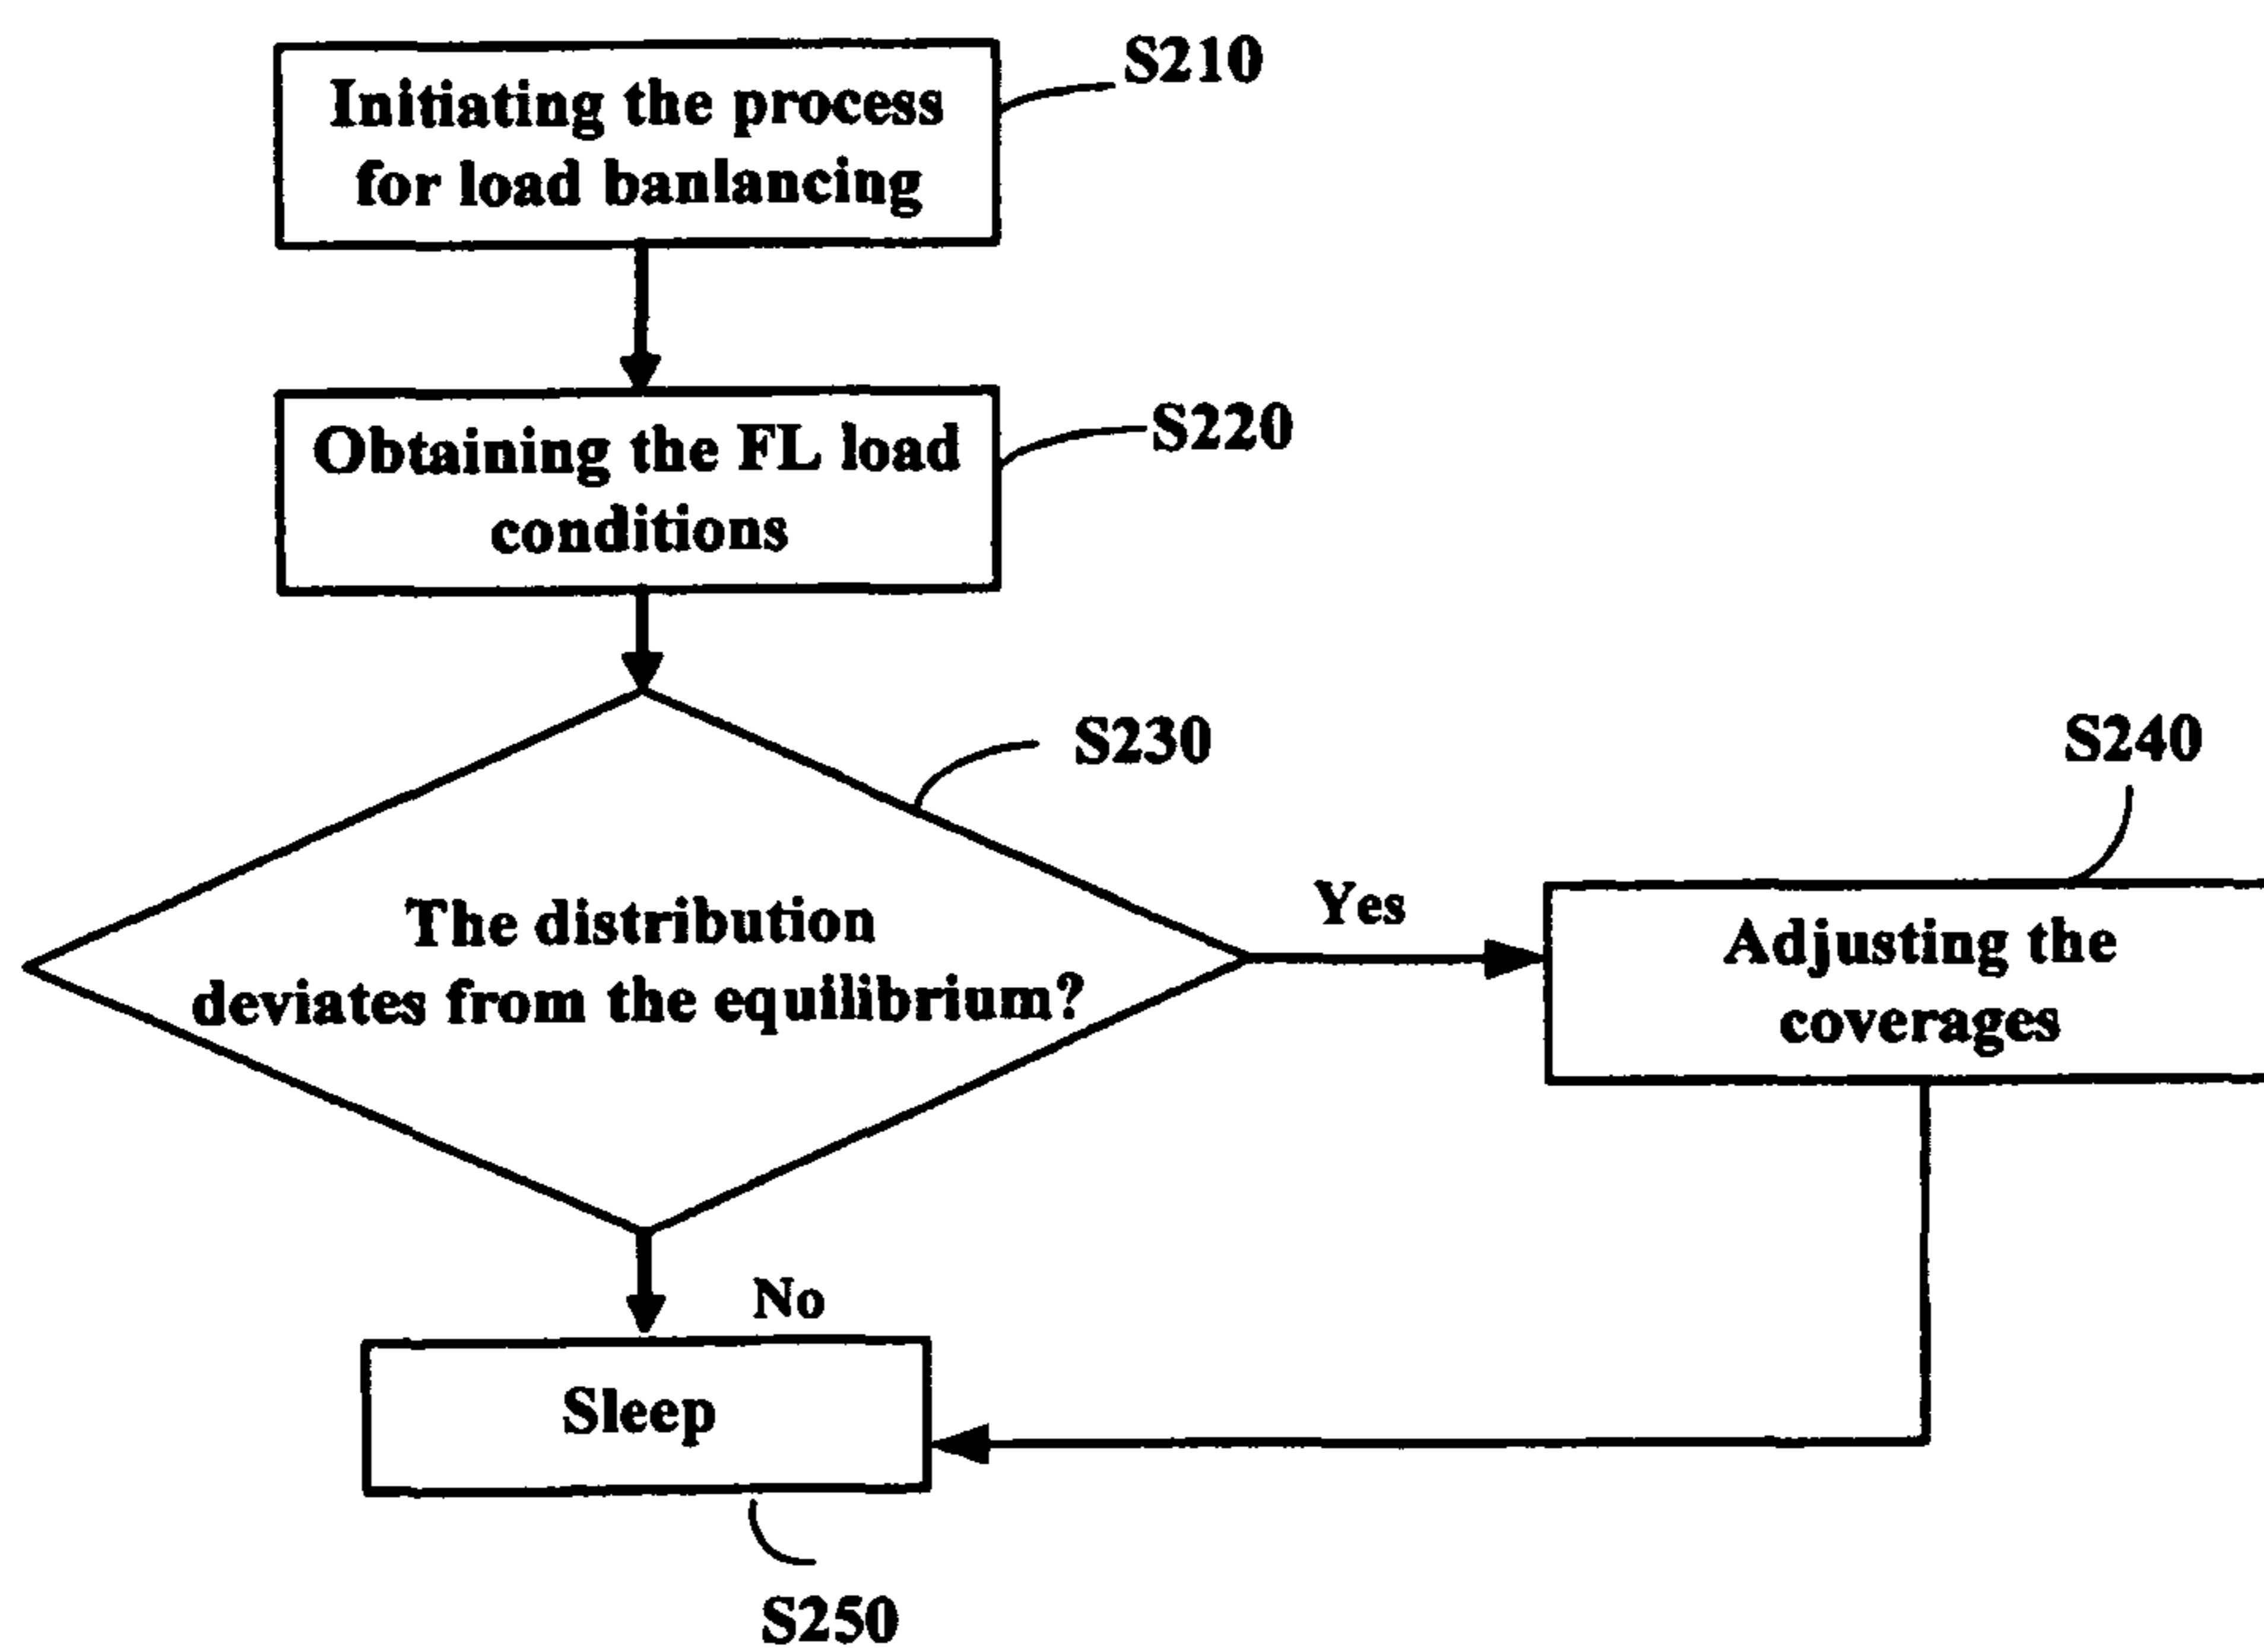 Initiating the process
for load banlancing
S210
Obtaining the FL load
conditions
S220
The distribution
deviates from the equilibrium?
S230
Yes
S240
Adjusting the
coverages
No
Sleep
S250